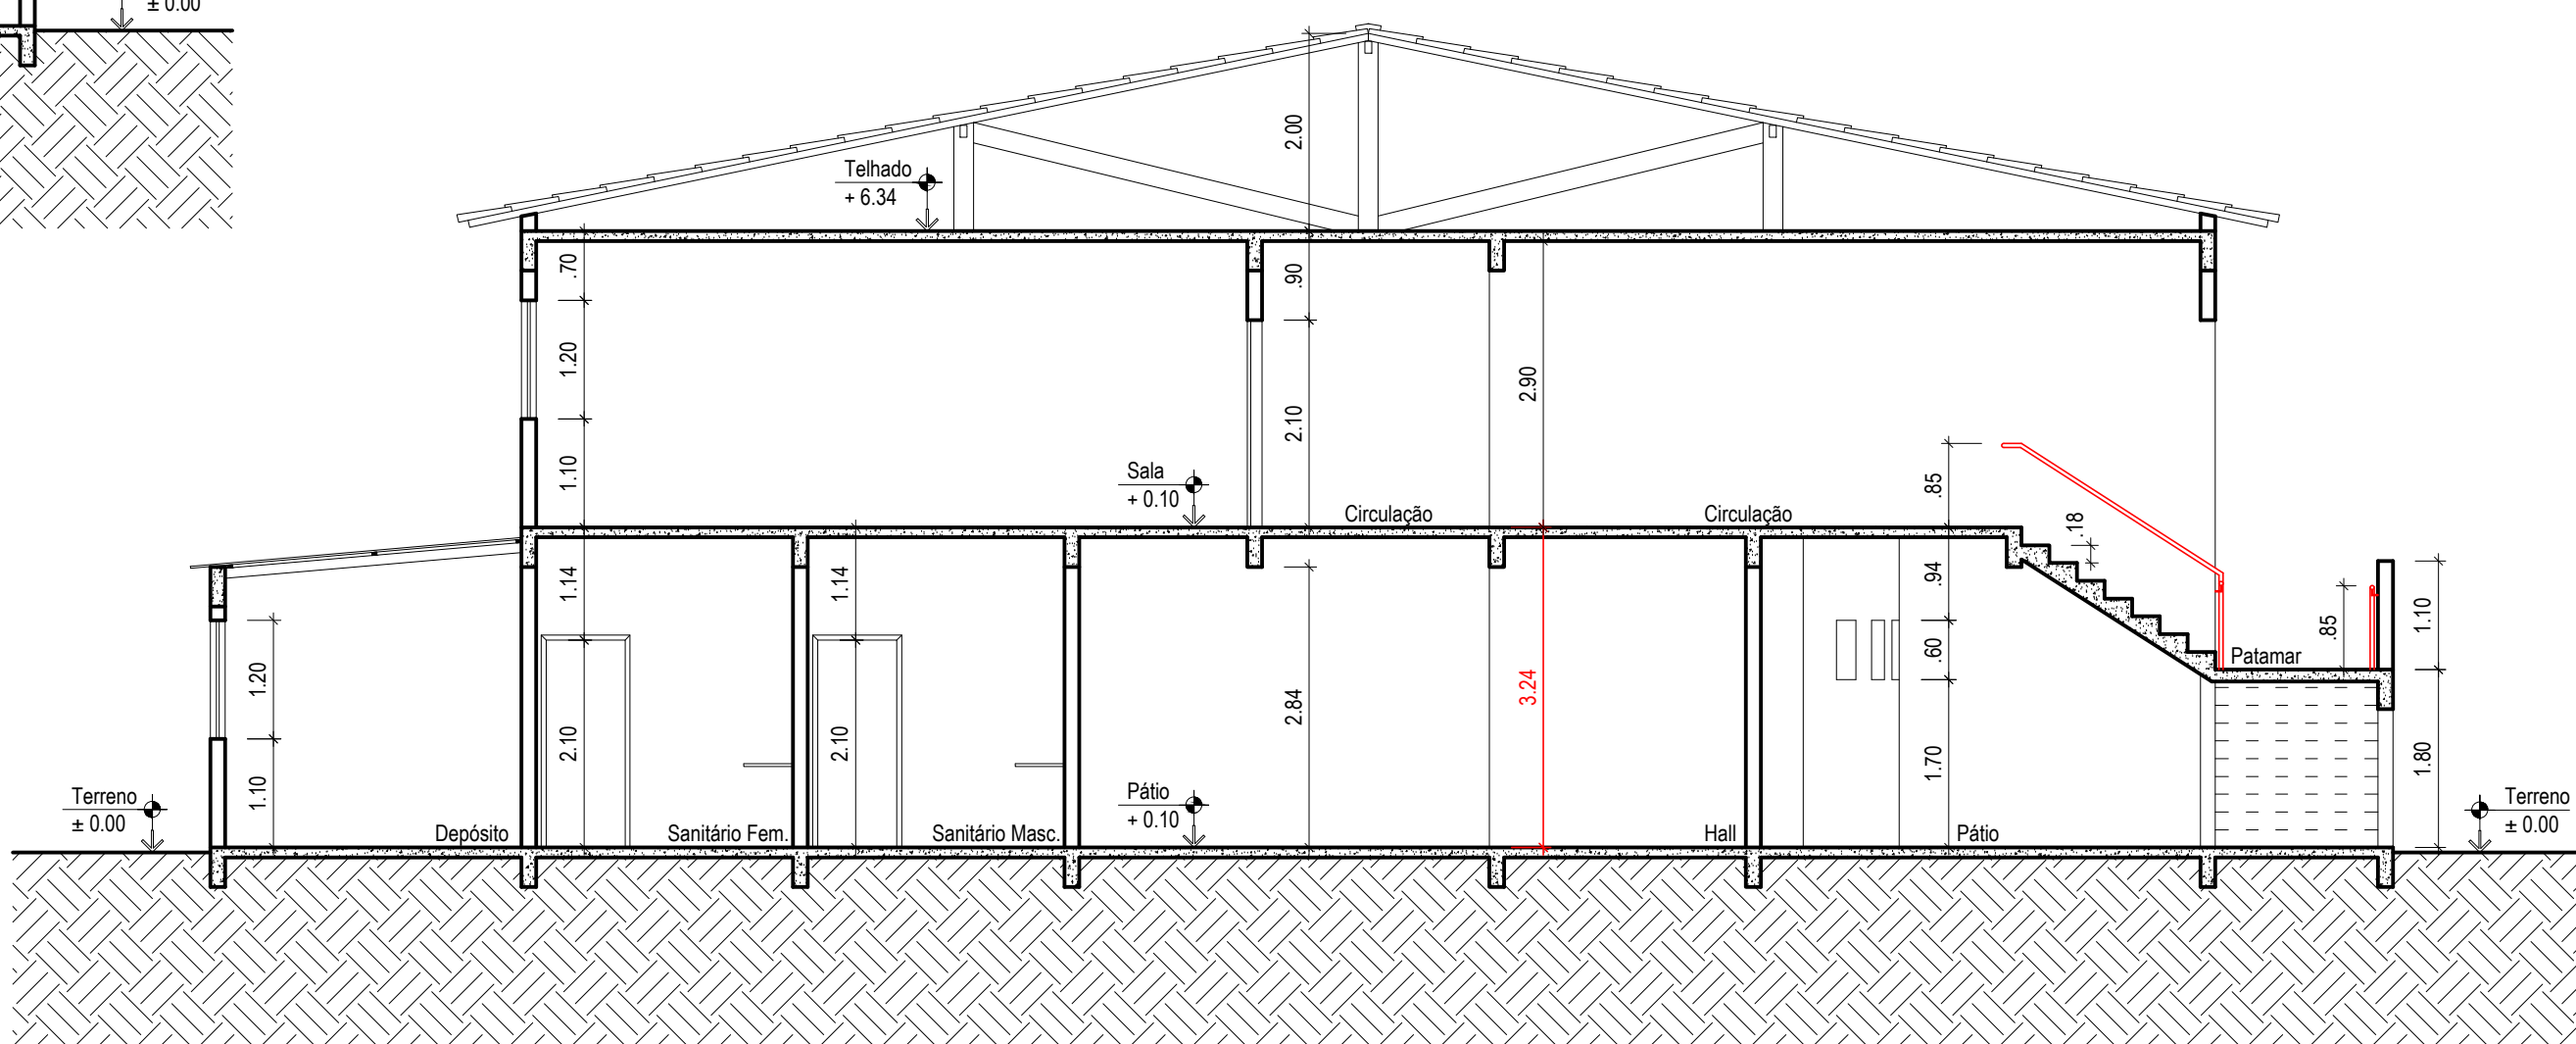 ± 0.00
2.00
Telhado
+ 6.34
.70
.90
1.20
2.90
2.10
1.10
Sala
+ 0.10
.85
Circulação
Circulação
.18
1.14
1.14
.94
1.10
.85
.60
Patamar
1.20
2.84
3.24
2.10
2.10
1.70
1.80
1.10
Terreno
± 0.00
Pátio
+ 0.10
Terreno
± 0.00
Depósito
Sanitário Fem.
Sanitário Masc.
Hall
Pátio